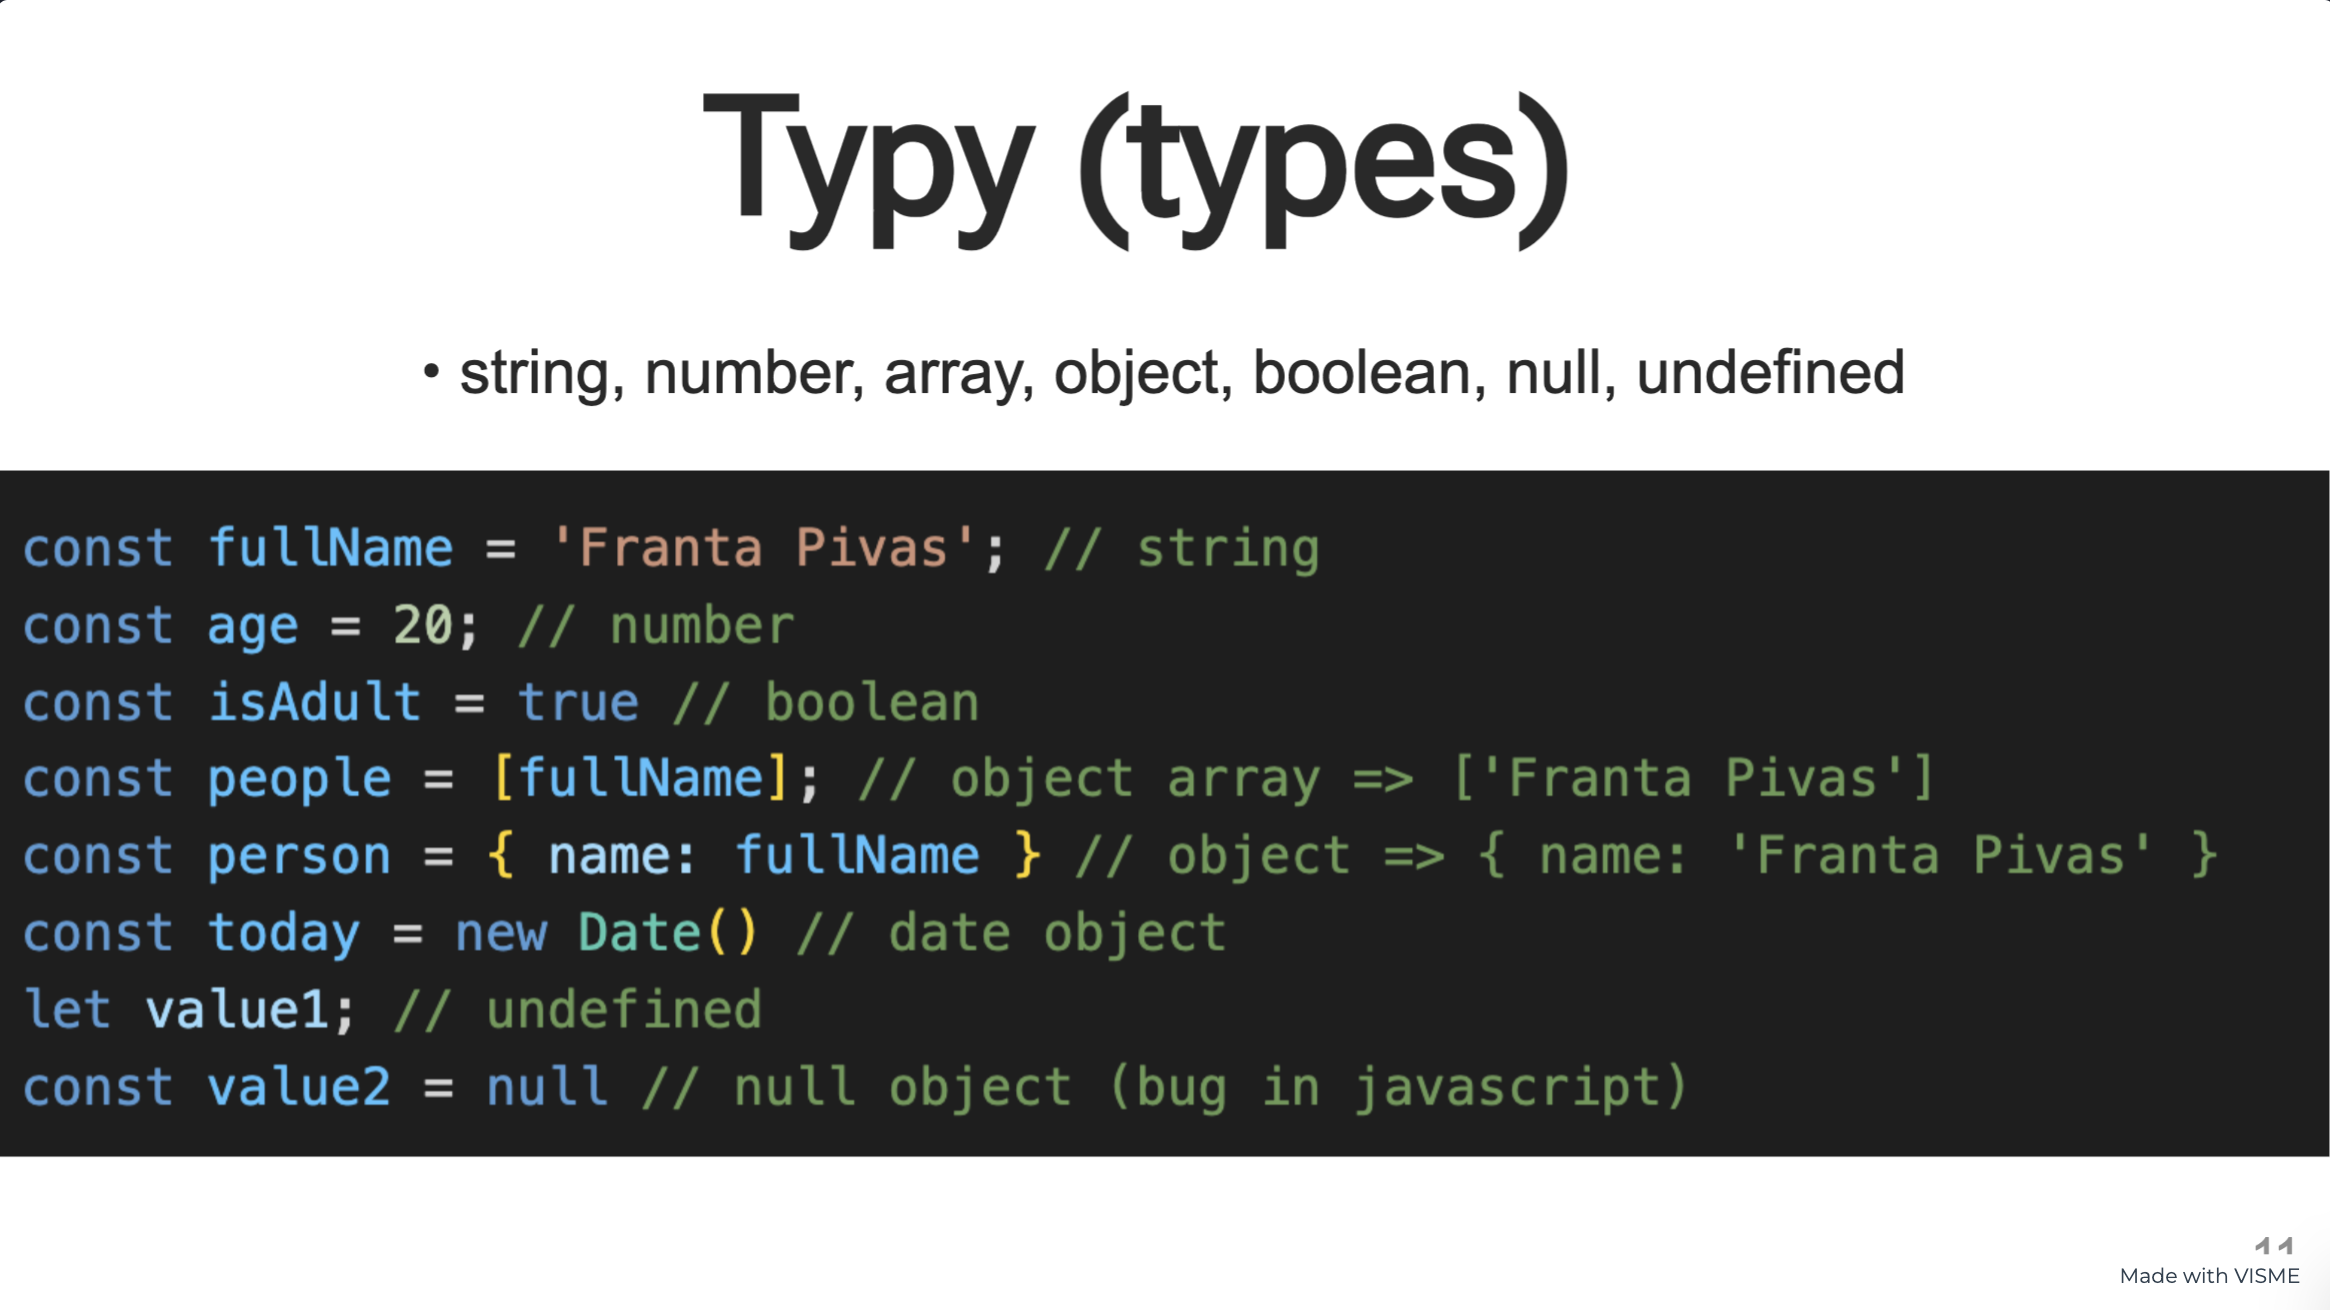 Typy (types)
• string, number, array, object, boolean, null, undefined
const fullName = 'Franta Pivas'; // string
const age = 20; // number
const isAdult = true // boolean
const people = [fullName]; // object array => ['Franta Pivas']
const person = { name: fullName } // object => { name: 'Franta Pivas' }
const today = new Date() // date object
let value1; // undefined
const value2 = null // null object (bug in javascript)
11
Made with VISME